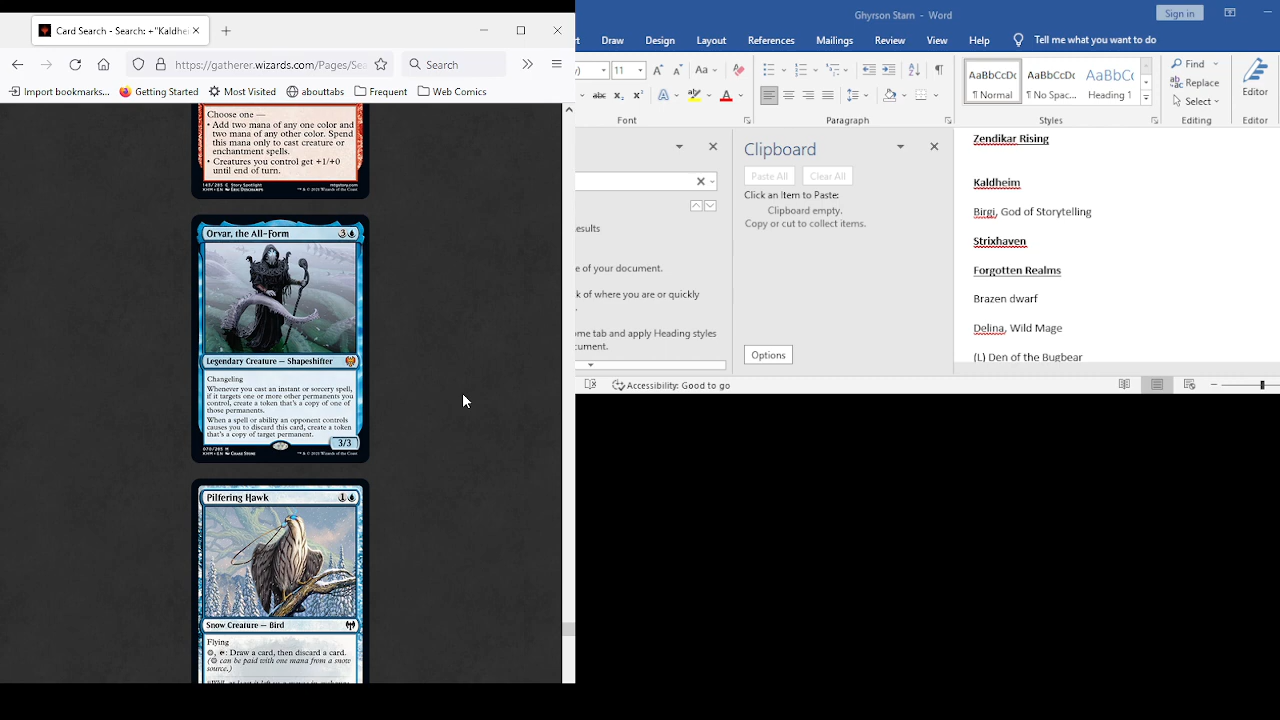 Card Search - Search: +"Kaldhei
https://gatherer.wizards.com/Pages/Sea
Search
Import bookmarks...
Getting Started
Most Visited
abouttabs
Frequent
Web Comics
Choose one —
• Add two mana of any one color and
two mana of any other color. Spend
this mana only to cast creature or
enchantment spells.
• Creatures you control get +1/+0
until end of turn.
Orvar, the All-Form
3
Legendary Creature — Shapeshifter
Changeling
Whenever you cast an instant or sorcery spell,
if it targets one or more other permanents you
control, create a token that's a copy of one of
those permanents.
When a spell or ability an opponent controls
causes you to discard this card, create a token
that's a copy of target permanent.
3/3
Pilfering Hawk
1
Snow Creature — Bird
Flying
Draw a card, then discard a card.
can be paid with one mana from a snow
source.)
Ghyrson Starn - Word
Sign in
Draw
Design
Layout
References
Mailings
Review
View
Help
Tell me what you want to do
11
Aa
abc
x₂
x²
A
ab
A
Font
Paragraph
AaBbCcDc
¶ Normal
AaBbCcDc
¶ No Spac...
AaBbCc
Heading 1
Styles
Find
Replace
Select
Editing
Editor
Editor
esults
e of your document.
k of where you are or quickly
ome tab and apply Heading styles
cument.
Clipboard
Paste All
Clear All
Click an Item to Paste:
Clipboard empty.
Copy or cut to collect items.
Options
Zendikar Rising
Kaldheim
Birgi, God of Storytelling
Strixhaven
Forgotten Realms
Brazen dwarf
Delina, Wild Mage
(L) Den of the Bugbear
Accessibility: Good to go